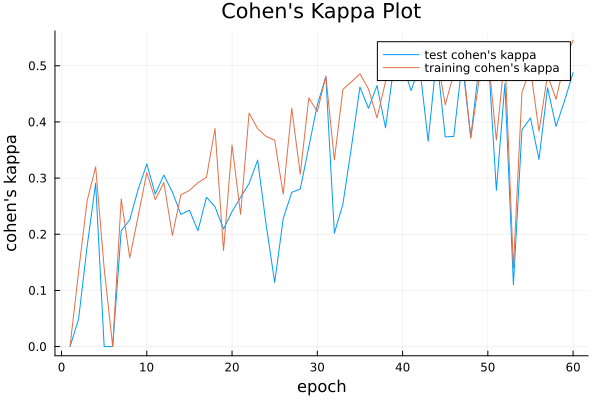 Cohen's Kappa Plot
test cohen's kappa
training cohen's kappa
cohen's kappa
0.5
0.4
0.3
0.2
0.1
0.0
0 10 20 30 40 50 60
epoch